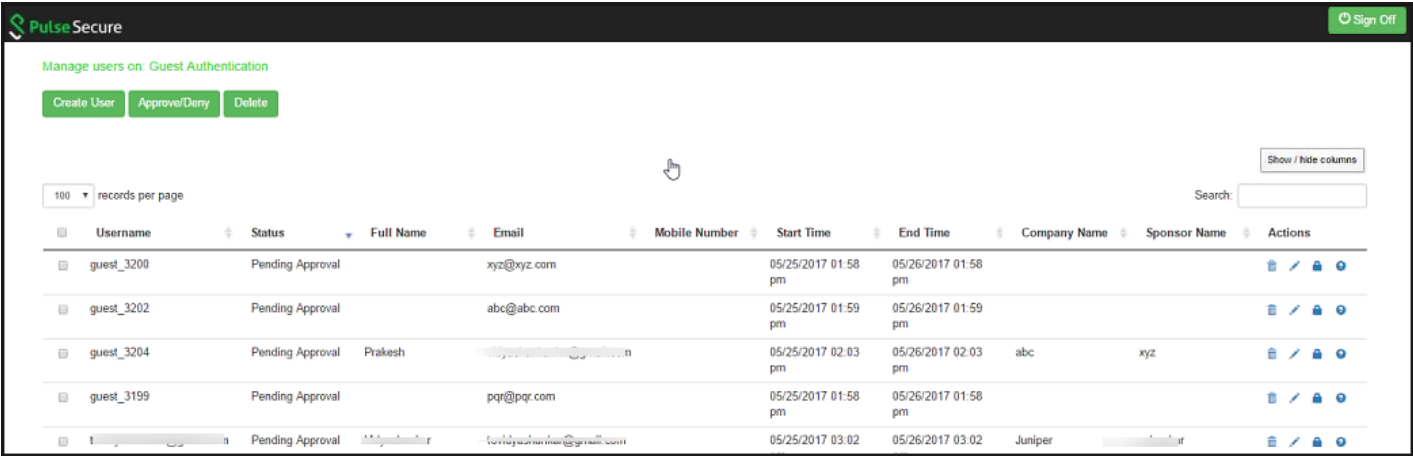 PulseSecure
Sign Off
Manage users on: Guest Authentication
Create User Approve/Deny Delete
Show / hide columns
100 records per page Search:
Username Status Full Name Email Mobile Number Start Time End Time Company Name Sponsor Name Actions
guest_3200 Pending Approval xyz@xyz.com 05/25/2017 01:58 05/26/2017 01:58
pm pm
guest_3202 Pending Approval abc@abc.com 05/25/2017 01:59 05/26/2017 01:59
pm pm
guest_3204 Pending Approval Prakesh 05/25/2017 02:03 05/26/2017 02:03 abc xyz
pm pm
guest_3199 Pending Approval pqr@pqr.com 05/25/2017 01:58 05/26/2017 01:58
pm pm
Pending Approval 05/25/2017 03:02 05/26/2017 03:02 Juniper